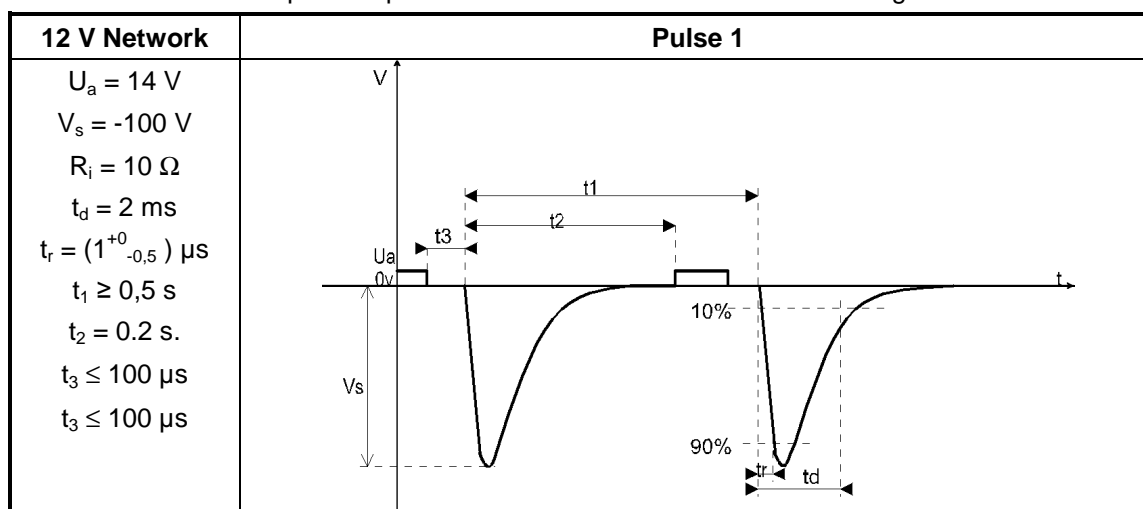 12 V Network
Pulse 1
Uₐ = 14 V
Vₛ = -100 V
Rᵢ = 10 Ω
t_d = 2 ms
tᵣ = (1⁺⁰₋₀,₅ ) µs
t₁ ≥ 0,5 s
t₂ = 0.2 s.
t₃ ≤ 100 µs
t₃ ≤ 100 µs
V
t1
t2
t3
Ua
0v
t
10%
Vs
90%
tr
td